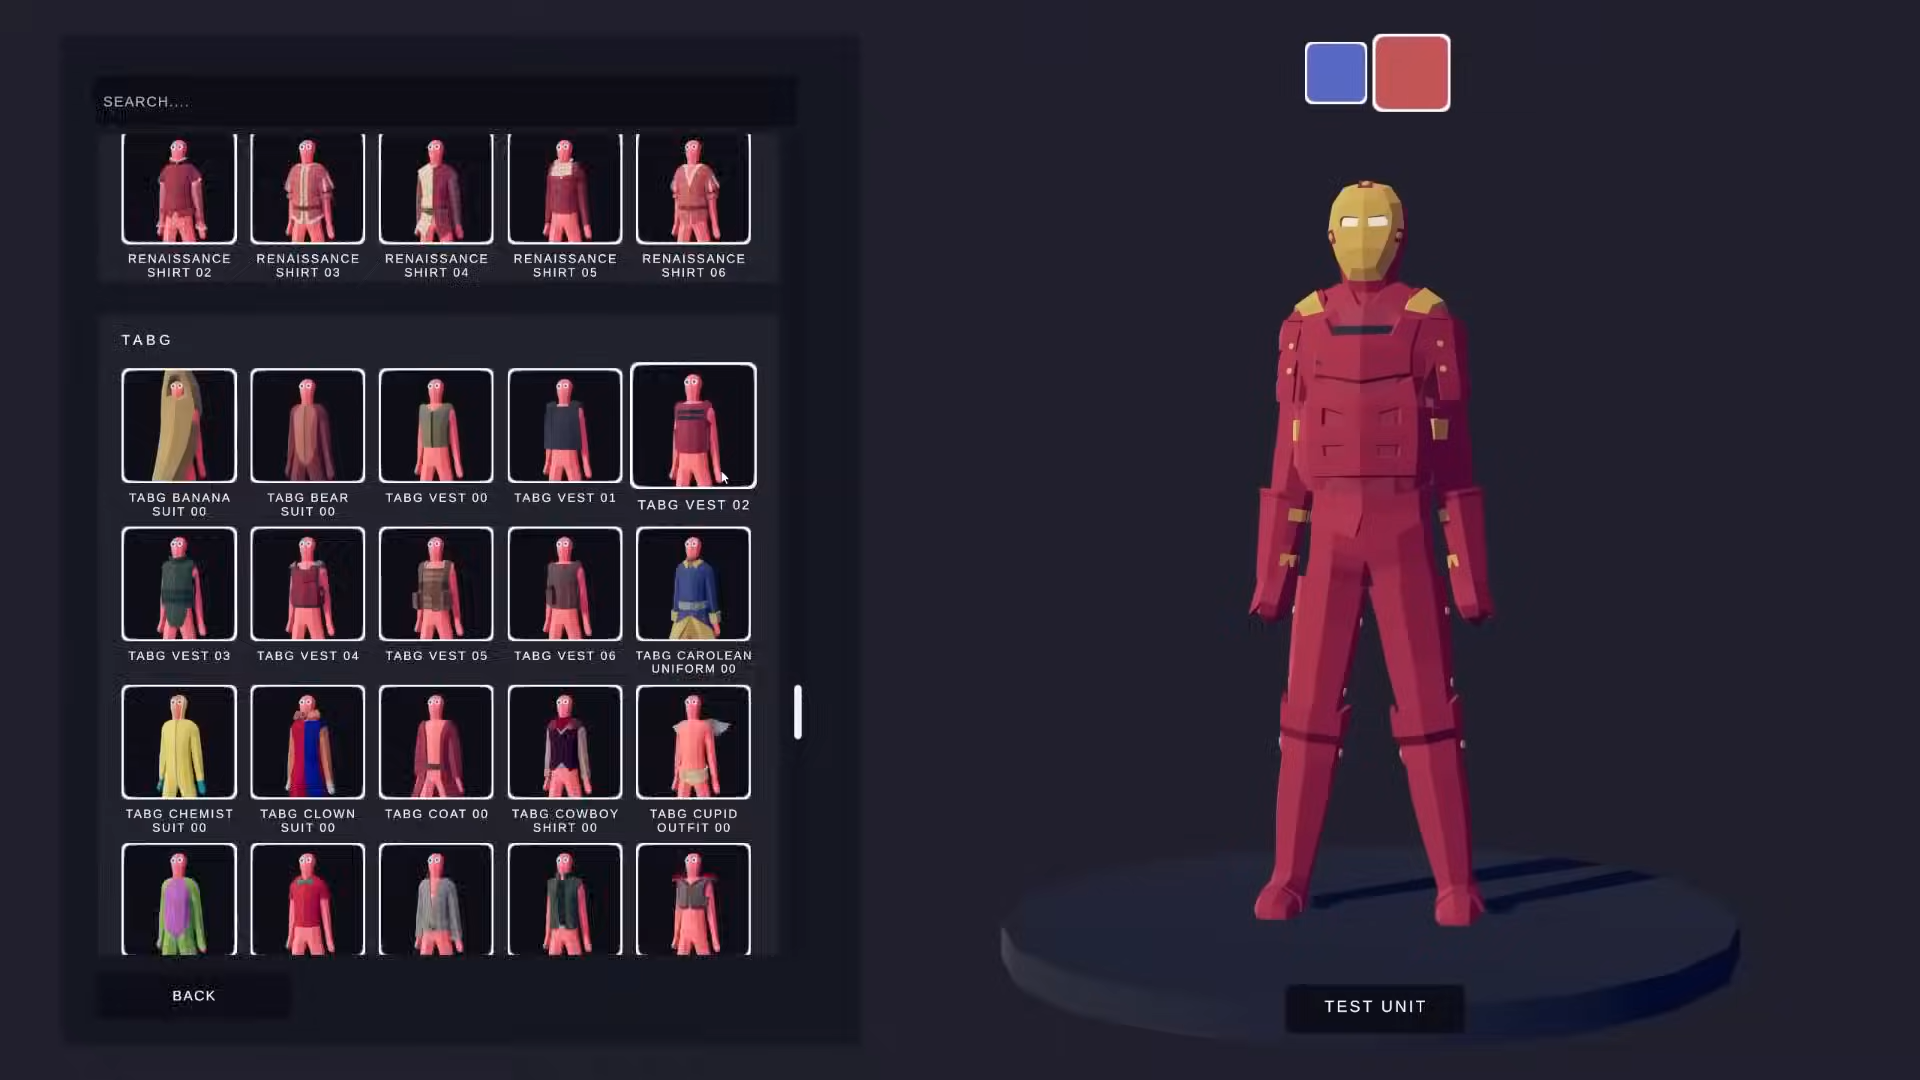 SEARCH....
RENAISSANCE
SHIRT 02
RENAISSANCE
SHIRT 03
RENAISSANCE
SHIRT 04
RENAISSANCE
SHIRT 05
RENAISSANCE
SHIRT 06
TABG
TABG BANANA
SUIT 00
TABG BEAR
SUIT 00
TABG VEST 00
TABG VEST 01
TABG VEST 02
TABG VEST 03
TABG VEST 04
TABG VEST 05
TABG VEST 06
TABG CAROLEAN
UNIFORM 00
TABG CHEMIST
SUIT 00
TABG CLOWN
SUIT 00
TABG COAT 00
TABG COWBOY
SHIRT 00
TABG CUPID
OUTFIT 00
BACK
TEST UNIT